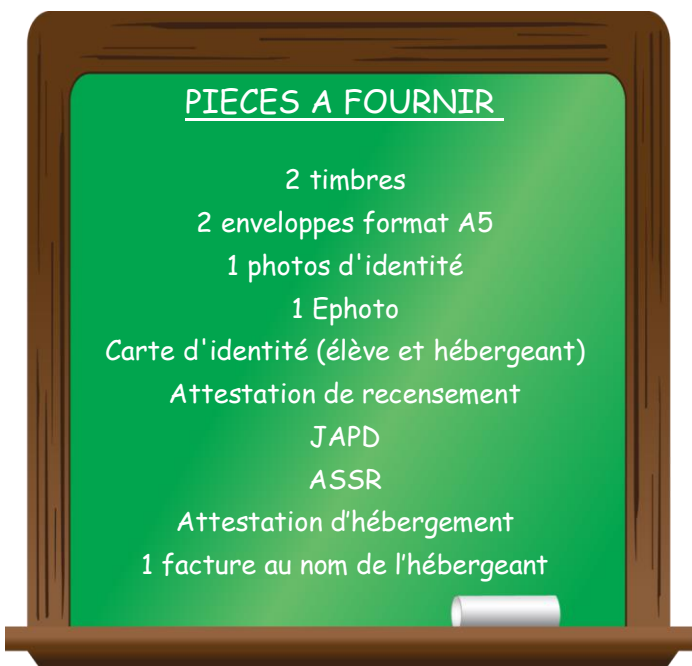 PIECES A FOURNIR
2 timbres
2 enveloppes format A5
1 photos d'identité
1 Ephoto
Carte d'identité (élève et hébergeant)
Attestation de recensement
JAPD
ASSR
Attestation d’hébergement
1 facture au nom de l’hébergeant